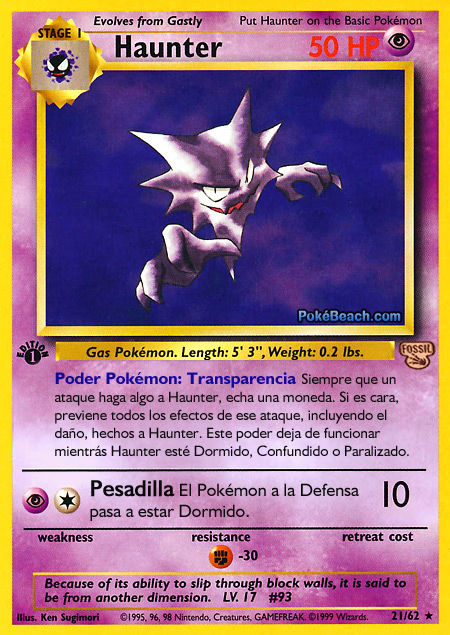 Evolves from Gastly
Put Haunter on the Basic Pokémon
STAGE 1
Haunter
50 HP
PokéBeach.com
EDITION
1
Gas Pokémon. Length: 5' 3", Weight: 0.2 lbs.
FOSSIL
Poder Pokémon: Transparencia Siempre que un
ataque haga algo a Haunter, echa una moneda. Si es cara,
previene todos los efectos de ese ataque, incluyendo el
daño, hechos a Haunter. Este poder deja de funcionar
mientrás Haunter esté Dormido, Confundido o Paralizado.
Pesadilla El Pokémon a la Defensa
pasa a estar Dormido.
10
weakness
resistance
retreat cost
-30
Because of its ability to slip through block walls, it is said to
be from another dimension. LV. 17 #93
Illus. Ken Sugimori
©1995, 96, 98 Nintendo, Creatures, GAMEFREAK. ©1999 Wizards.
21/62 ★